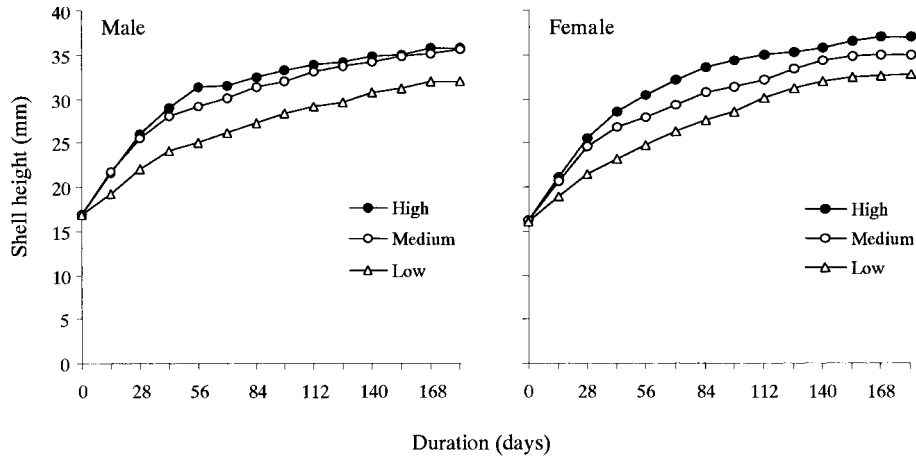 Male
Female
Shell height (mm)
40
35
30
25
20
15
10
5
0
High
Medium
Low
High
Medium
Low
0 28 56 84 112 140 168
0 28 56 84 112 140 168
Duration (days)